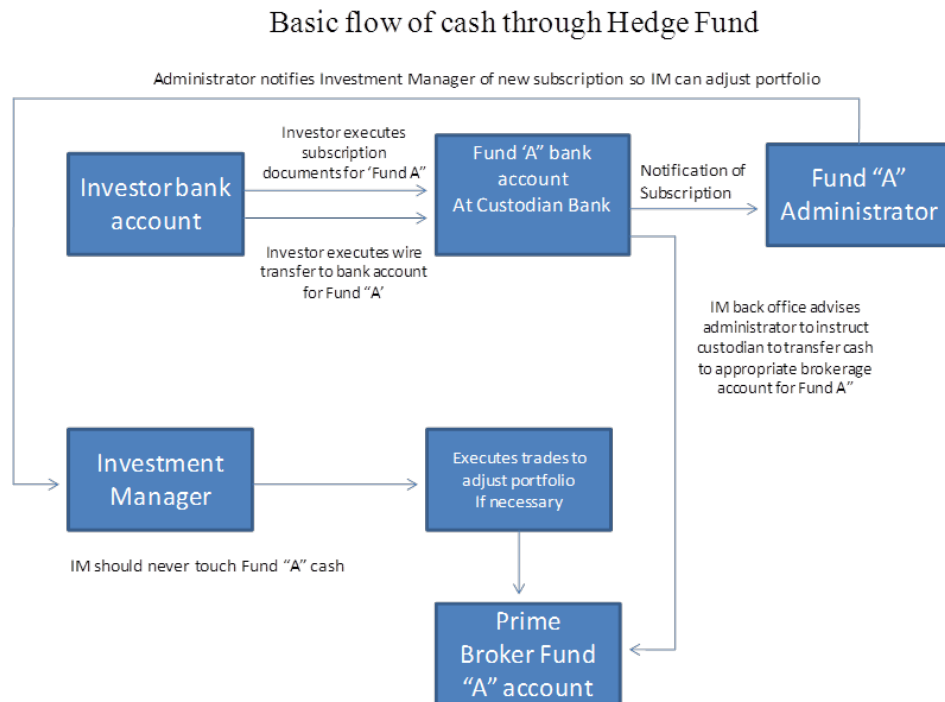 Basic flow of cash through Hedge Fund
Administrator notifies Investment Manager of new subscription so IM can adjust portfolio
Investor bank
account
Investor executes
subscription
documents for ‘Fund A”
Investor executes wire
transfer to bank account
for Fund “A’
Fund ‘A” bank
account
At Custodian Bank
Notification of
Subscription
Fund “A”
Administrator
IM back office advises
administrator to instruct
custodian to transfer cash
to appropriate brokerage
account for Fund A”
Investment
Manager
Executes trades to
adjust portfolio
If necessary
IM should never touch Fund “A” cash
Prime
Broker Fund
“A” account